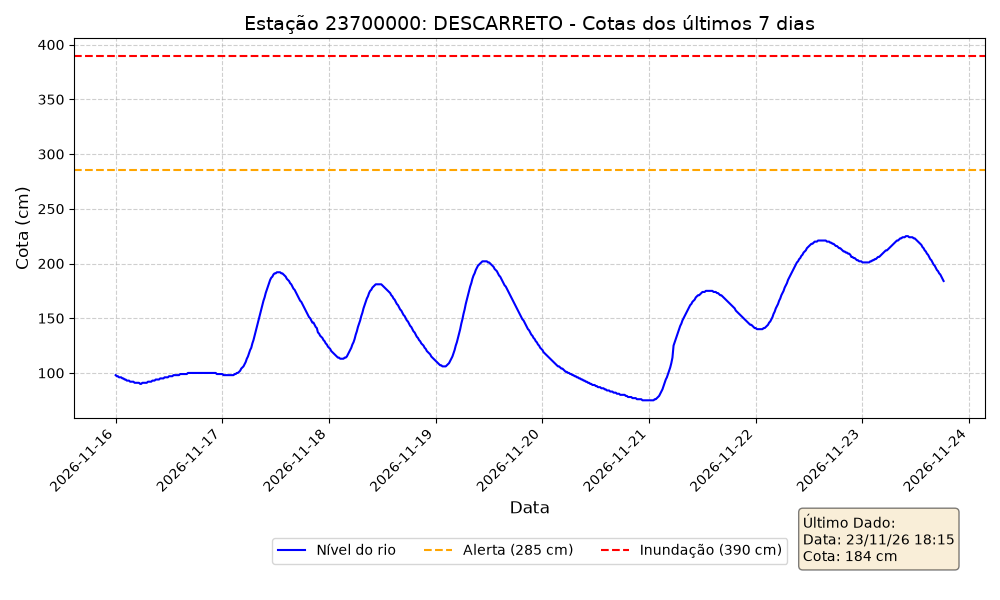 Estação 23700000: DESCARRETO - Cotas dos últimos 7 dias
Cota (cm)
400
350
300
250
200
150
100
2026-11-16
2026-11-17
2026-11-18
2026-11-19
2026-11-20
2026-11-21
2026-11-22
2026-11-23
2026-11-24
Data
Nível do rio
Alerta (285 cm)
Inundação (390 cm)
Último Dado:
Data: 23/11/26 18:15
Cota: 184 cm